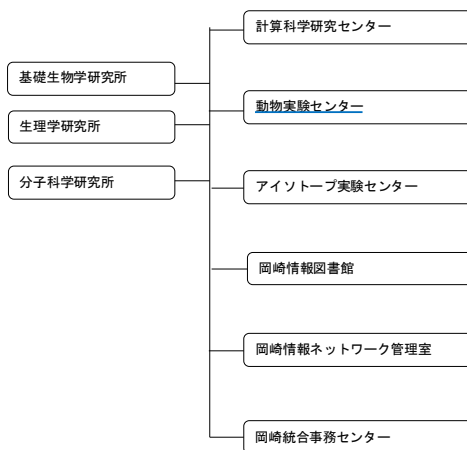 計算科学研究センター
基礎生物学研究所
動物実験センター
生理学研究所
分子科学研究所
アイソトープ実験センター
岡崎情報図書館
岡崎情報ネットワーク管理室
岡崎統合事務センター